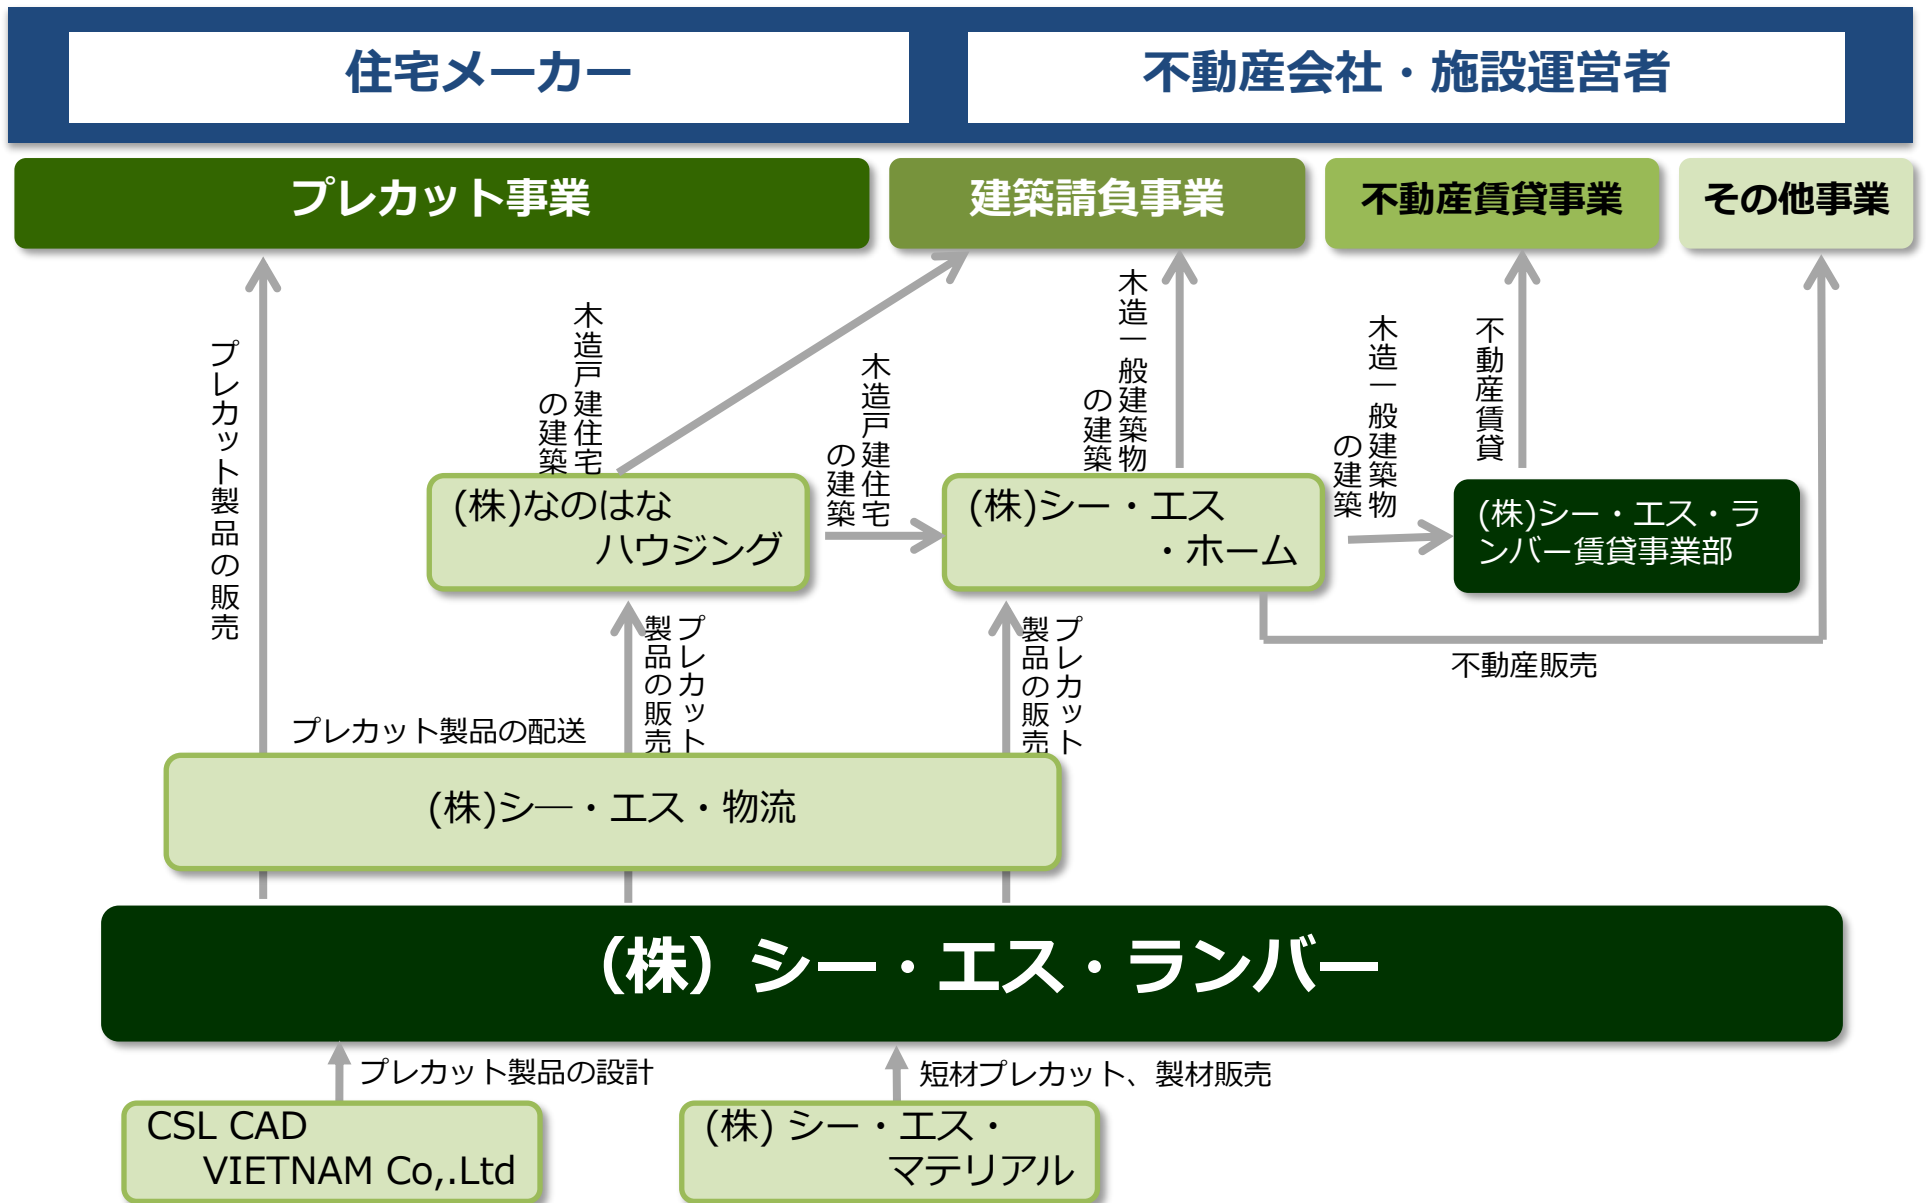 住宅メーカー
不動産会社・施設運営者
プレカット事業
建築請負事業
不動産賃貸事業
その他事業
プレカット製品の販売
木造戸建住宅
の建築
木造戸建住宅
の建築
木造一般建築物
の建築
木造一般建築物
の建築
不動産賃貸
(株)なのはな
ハウジング
(株)シー・エス
・ホーム
(株)シー・エス・ラ
ンバー賃貸事業部
プレカット
製品の販売
プレカット
製品の販売
不動産販売
プレカット製品の配送
(株)シ―・エス・物流
（株）シー・エス・ランバー
プレカット製品の設計
短材プレカット、製材販売
CSL CAD
VIETNAM Co,.Ltd
(株) シー・エス・
マテリアル